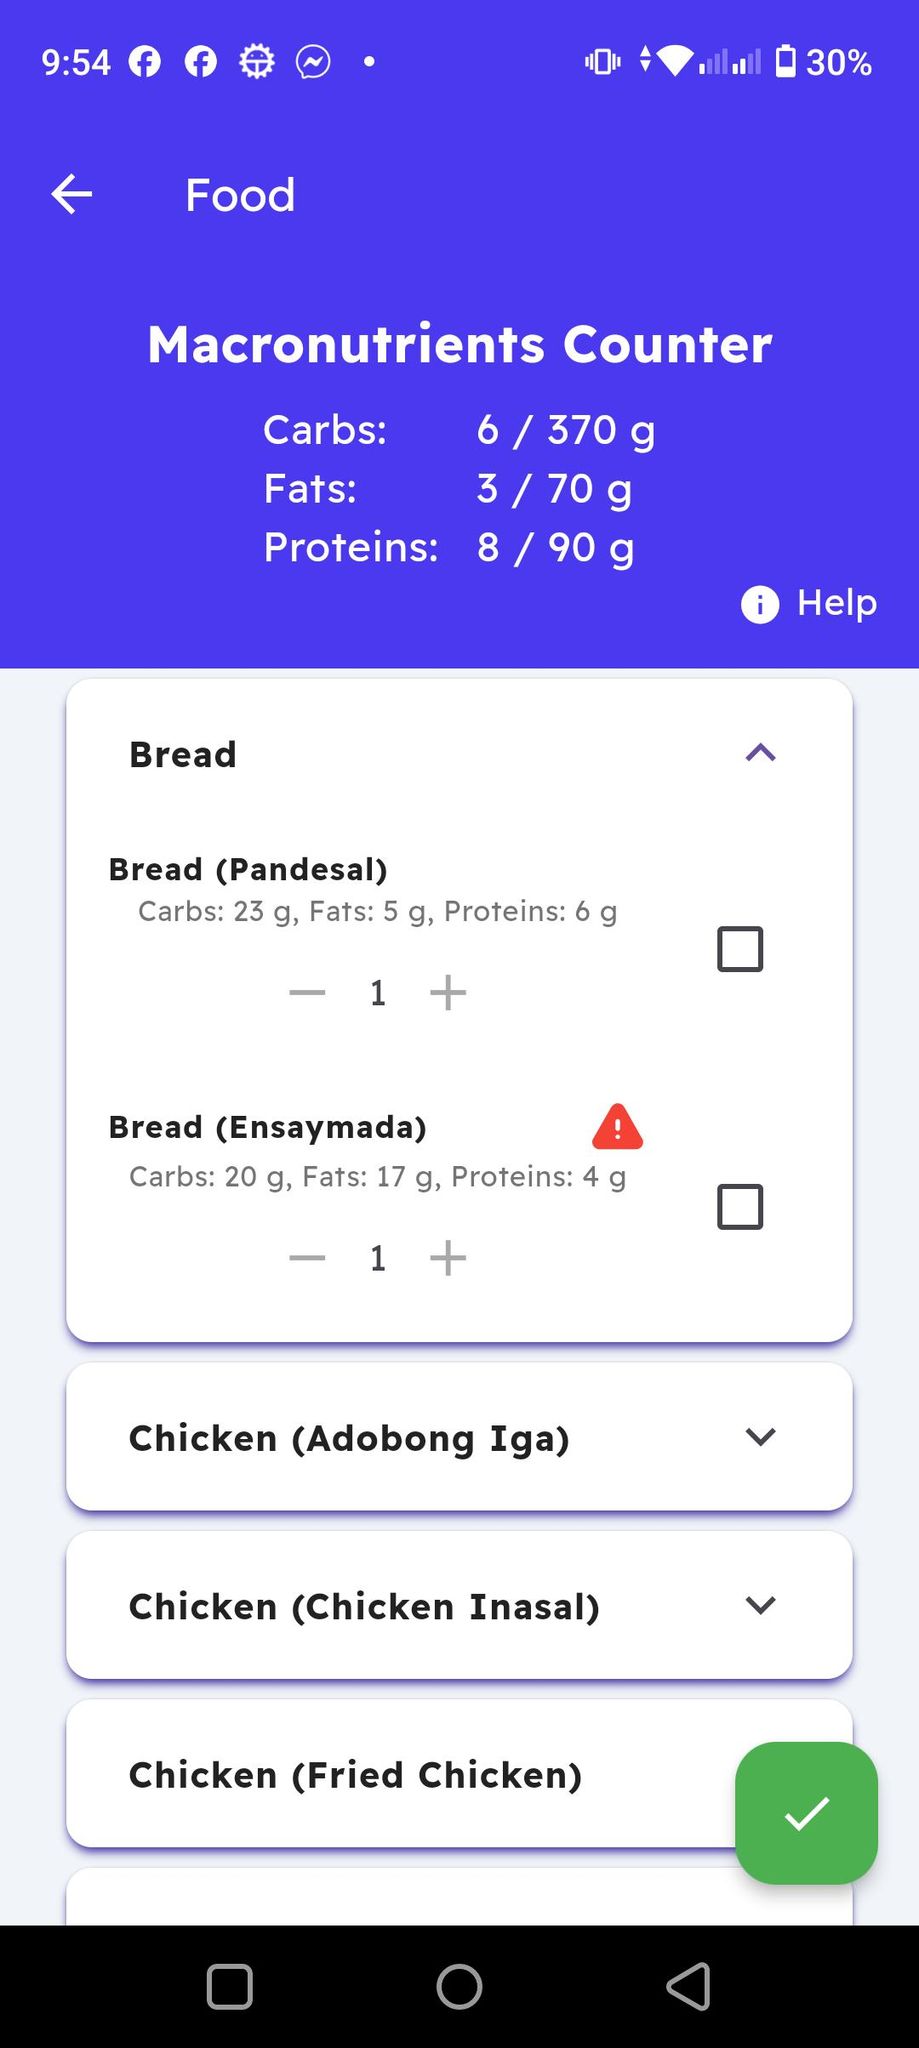 9:54
30%
Food
Macronutrients Counter
Carbs: 6 / 370 g
Fats: 3 / 70 g
Proteins: 8 / 90 g
Help
Bread
Bread (Pandesal)
Carbs: 23 g, Fats: 5 g, Proteins: 6 g
1
Bread (Ensaymada)
Carbs: 20 g, Fats: 17 g, Proteins: 4 g
1
Chicken (Adobong Iga)
Chicken (Chicken Inasal)
Chicken (Fried Chicken)